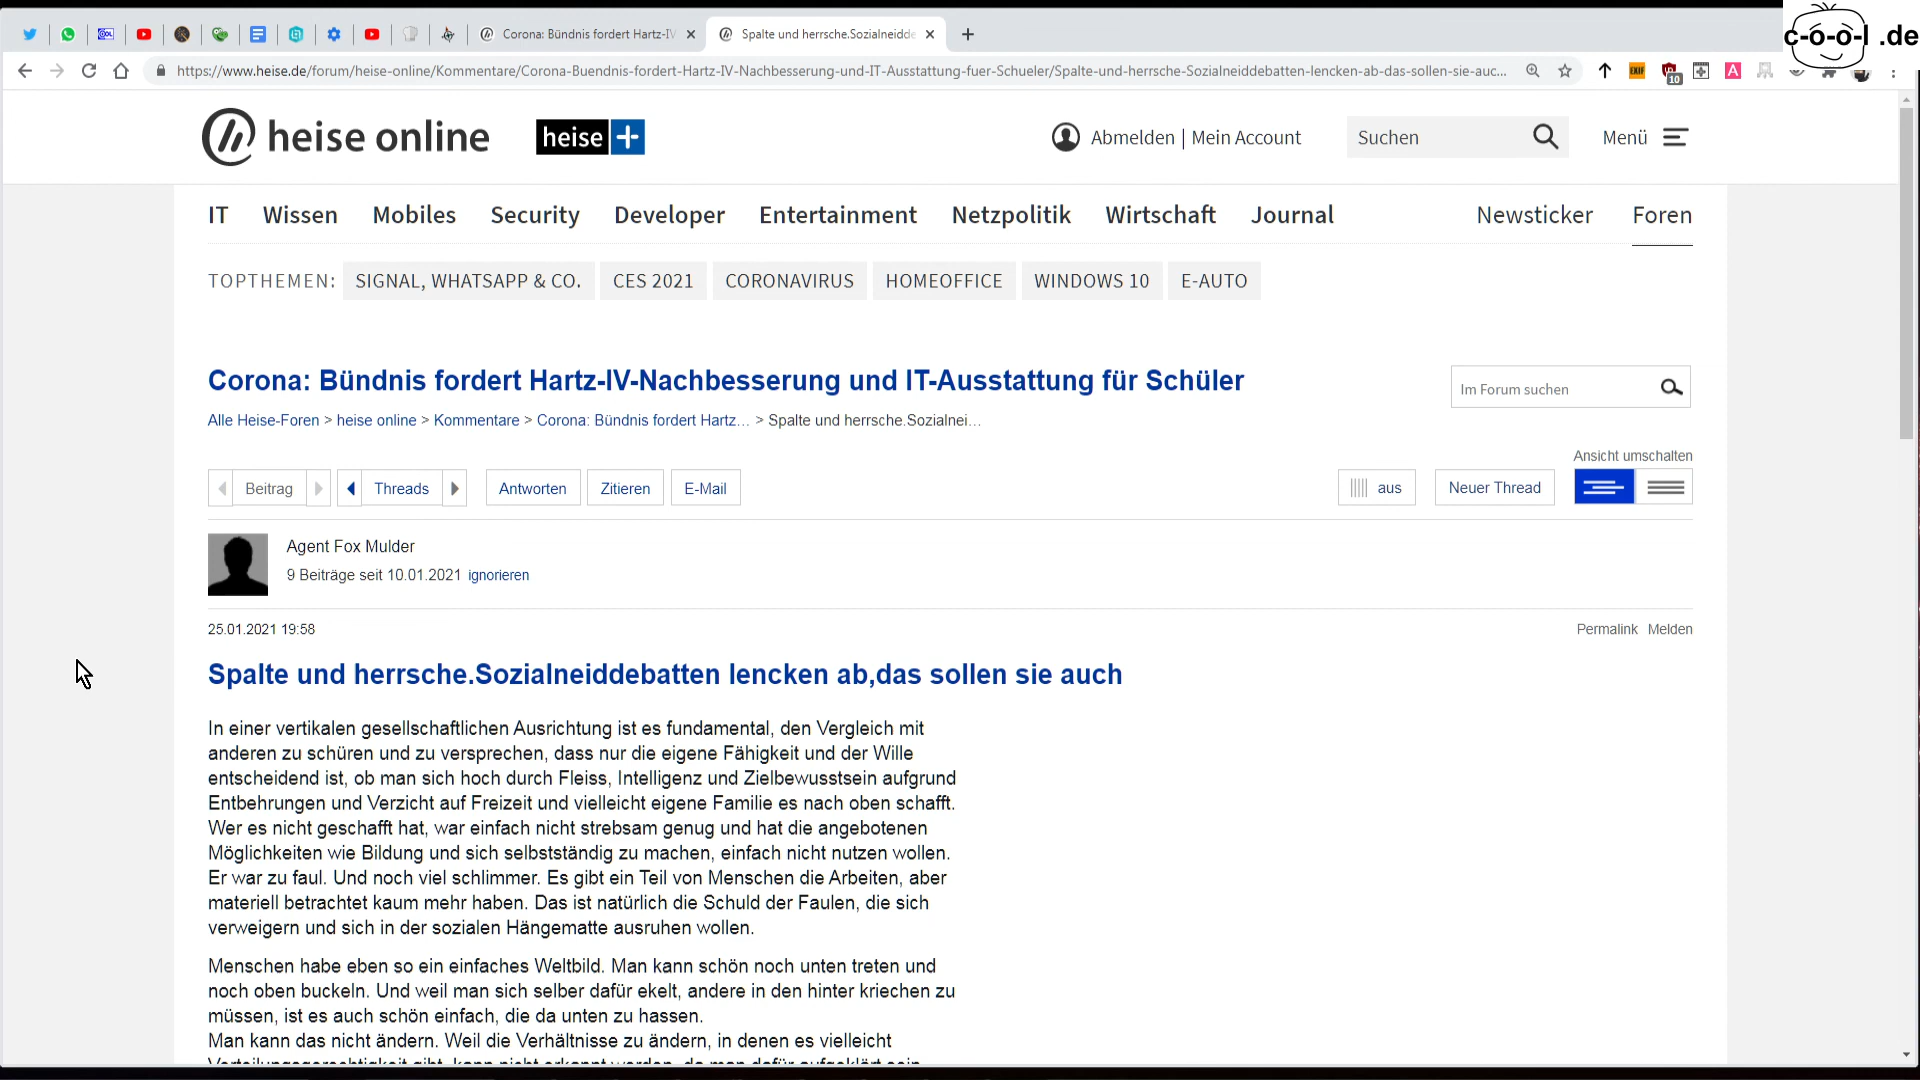 Corona: Bündnis fordert Hartz-IV
Spalte und herrsche.Sozialneidde
c-o-o-l .de
https://www.heise.de/forum/heise-online/Kommentare/Corona-Buendnis-fordert-Hartz-IV-Nachbesserung-und-IT-Ausstattung-fuer-Schueler/Spalte-und-herrsche-Sozialneiddebatten-lencken-ab-das-sollen-sie-auc...
10
heise online
heise +
Abmelden | Mein Account
Suchen
Menü
IT Wissen Mobiles Security Developer Entertainment Netzpolitik Wirtschaft Journal Newsticker Foren
TOPTHEMEN: SIGNAL, WHATSAPP & CO. CES 2021 CORONAVIRUS HOMEOFFICE WINDOWS 10 E-AUTO
Corona: Bündnis fordert Hartz-IV-Nachbesserung und IT-Ausstattung für Schüler
Im Forum suchen
Alle Heise-Foren > heise online > Kommentare > Corona: Bündnis fordert Hartz... > Spalte und herrsche.Sozialnei...
Ansicht umschalten
Beitrag Threads Antworten Zitieren E-Mail aus Neuer Thread
Agent Fox Mulder
9 Beiträge seit 10.01.2021 ignorieren
25.01.2021 19:58
Permalink Melden
Spalte und herrsche.Sozialneiddebatten lencken ab,das sollen sie auch
In einer vertikalen gesellschaftlichen Ausrichtung ist es fundamental, den Vergleich mit
anderen zu schüren und zu versprechen, dass nur die eigene Fähigkeit und der Wille
entscheidend ist, ob man sich hoch durch Fleiss, Intelligenz und Zielbewusstsein aufgrund
Entbehrungen und Verzicht auf Freizeit und vielleicht eigene Familie es nach oben schafft.
Wer es nicht geschafft hat, war einfach nicht strebsam genug und hat die angebotenen
Möglichkeiten wie Bildung und sich selbstständig zu machen, einfach nicht nutzen wollen.
Er war zu faul. Und noch viel schlimmer. Es gibt ein Teil von Menschen die Arbeiten, aber
materiell betrachtet kaum mehr haben. Das ist natürlich die Schuld der Faulen, die sich
verweigern und sich in der sozialen Hängematte ausruhen wollen.
Menschen habe eben so ein einfaches Weltbild. Man kann schön noch unten treten und
noch oben buckeln. Und weil man sich selber dafür ekelt, andere in den hinter kriechen zu
müssen, ist es auch schön einfach, die da unten zu hassen.
Man kann das nicht ändern. Weil die Verhältnisse zu ändern, in denen es vielleicht